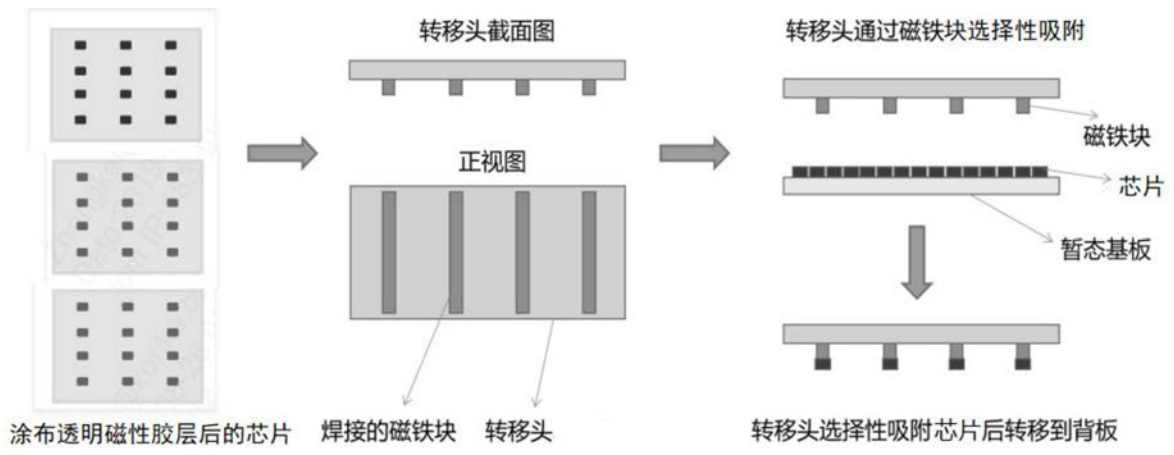 转移头截面图
转移头通过磁铁块选择性吸附
磁铁块
正视图
芯片
暂态基板
涂布透明磁性胶层后的芯片
焊接的磁铁块
转移头
转移头选择性吸附芯片后转移到背板